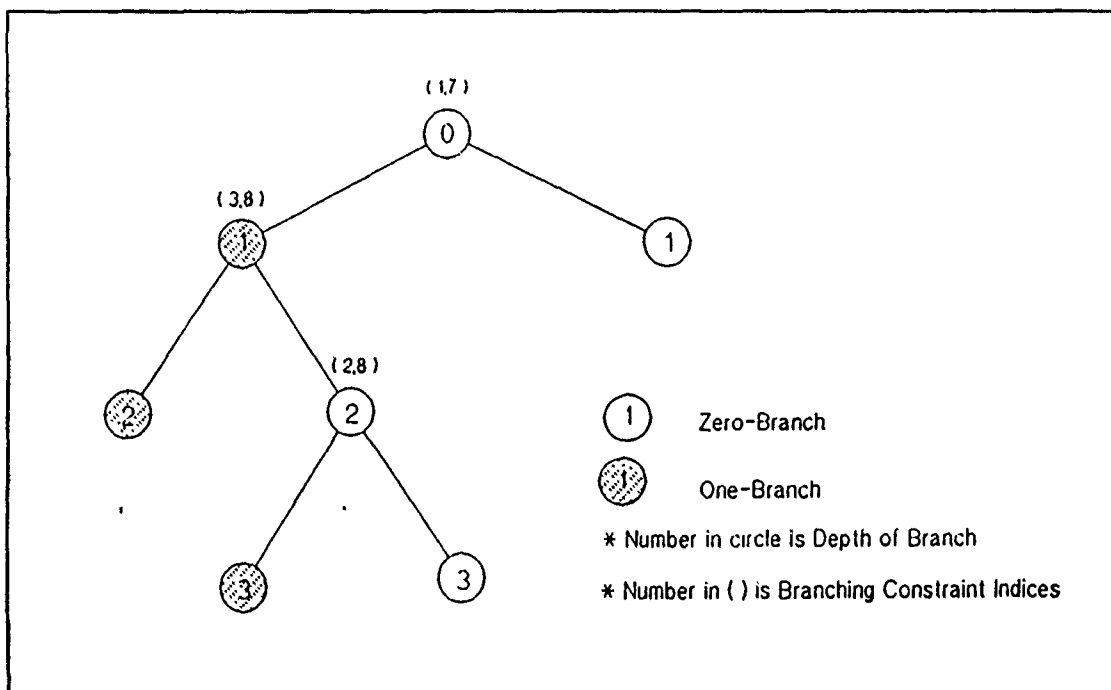 (1,7)
0
(3,8)
1
1
(2,8)
2
2
1 Zero-Branch
1 One-Branch
* Number in circle is Depth of Branch
3
3
* Number in ( ) is Branching Constraint Indices